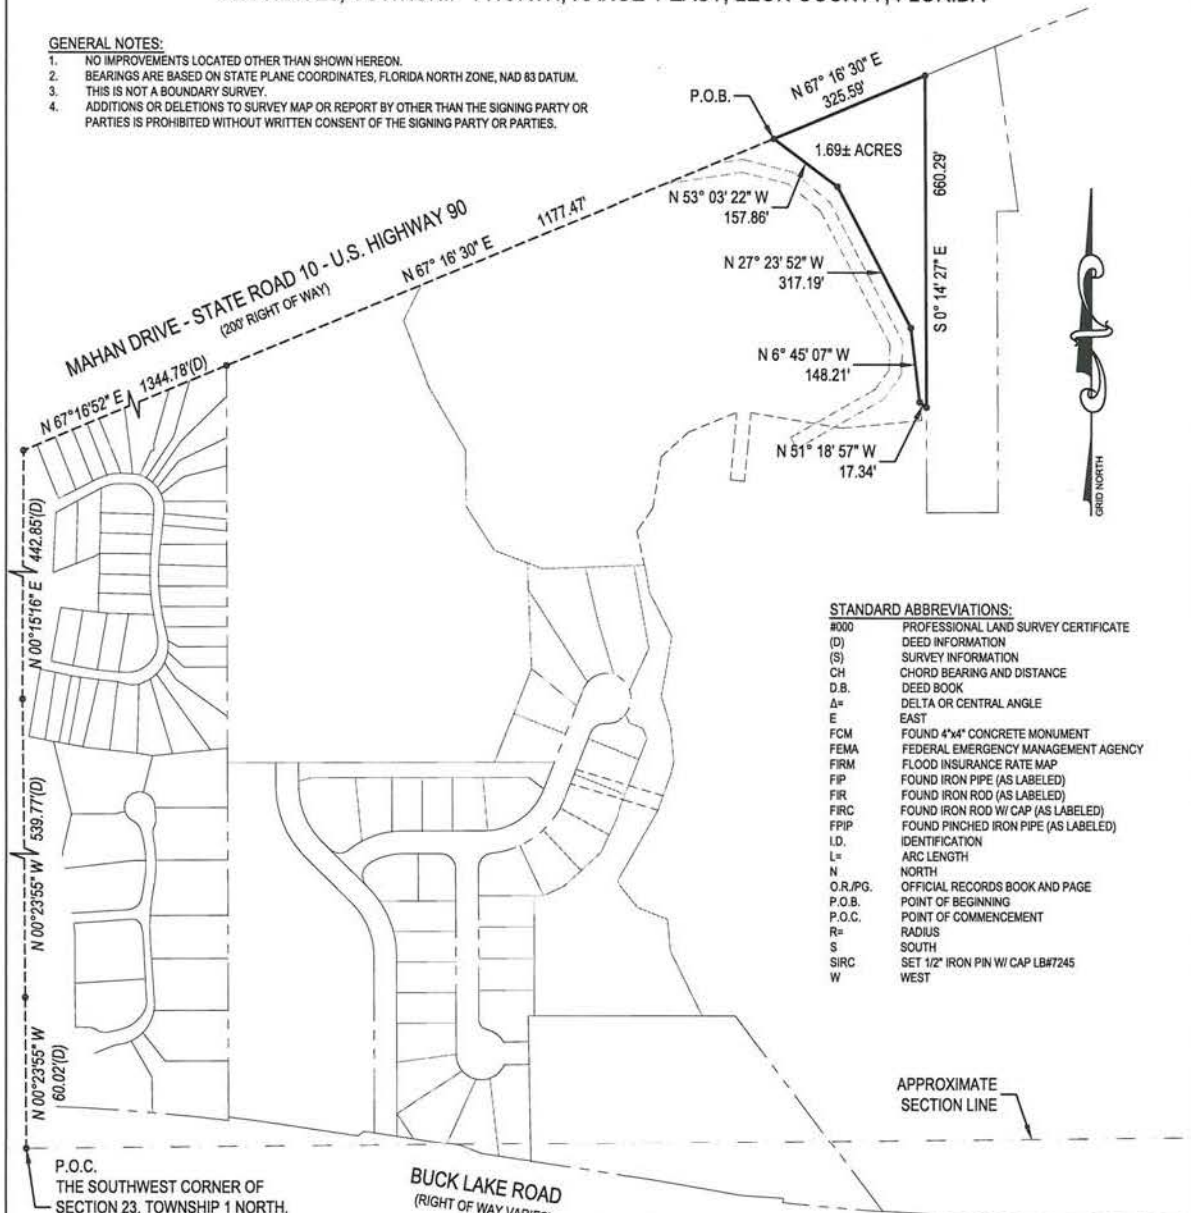 GENERAL NOTES:
1. NO IMPROVEMENTS LOCATED OTHER THAN SHOWN HEREON.
2. BEARINGS ARE BASED ON STATE PLANE COORDINATES, FLORIDA NORTH ZONE, NAD 83 DATUM.
3. THIS IS NOT A BOUNDARY SURVEY.
4. ADDITIONS OR DELETIONS TO SURVEY MAP OR REPORT BY OTHER THAN THE SIGNING PARTY OR
PARTIES IS PROHIBITED WITHOUT WRITTEN CONSENT OF THE SIGNING PARTY OR PARTIES.
P.O.B.
N 67° 16' 30" E
325.59'
1.69± ACRES
660.29'
S 0° 14' 27" E
N 53° 03' 22" W
157.86'
N 27° 23' 52" W
317.19'
N 6° 45' 07" W
148.21'
N 51° 18' 57" W
17.34'
GRID NORTH
MAHAN DRIVE - STATE ROAD 10 - U.S. HIGHWAY 90
(200' RIGHT OF WAY)
N 67° 16' 30" E
1177.47'
N 67°16'52" E
1344.78'(D)
N 00°15'16" E
442.85'(D)
N 00°23'55" W
539.77'(D)
N 00°23'55" W
60.02'(D)
STANDARD ABBREVIATIONS:
#000 PROFESSIONAL LAND SURVEY CERTIFICATE
(D) DEED INFORMATION
(S) SURVEY INFORMATION
CH CHORD BEARING AND DISTANCE
D.B. DEED BOOK
Δ= DELTA OR CENTRAL ANGLE
E EAST
FCM FOUND 4"x4" CONCRETE MONUMENT
FEMA FEDERAL EMERGENCY MANAGEMENT AGENCY
FIRM FLOOD INSURANCE RATE MAP
FIP FOUND IRON PIPE (AS LABELED)
FIR FOUND IRON ROD (AS LABELED)
FIRC FOUND IRON ROD W/ CAP (AS LABELED)
FPIP FOUND PINCHED IRON PIPE (AS LABELED)
I.D. IDENTIFICATION
L= ARC LENGTH
N NORTH
O.R./PG. OFFICIAL RECORDS BOOK AND PAGE
P.O.B. POINT OF BEGINNING
P.O.C. POINT OF COMMENCEMENT
R= RADIUS
S SOUTH
SIRC SET 1/2" IRON PIN W/ CAP LB#7245
W WEST
APPROXIMATE
SECTION LINE
P.O.C.
THE SOUTHWEST CORNER OF
SECTION 23, TOWNSHIP 1 NORTH,
BUCK LAKE ROAD
(RIGHT OF WAY VARIES)